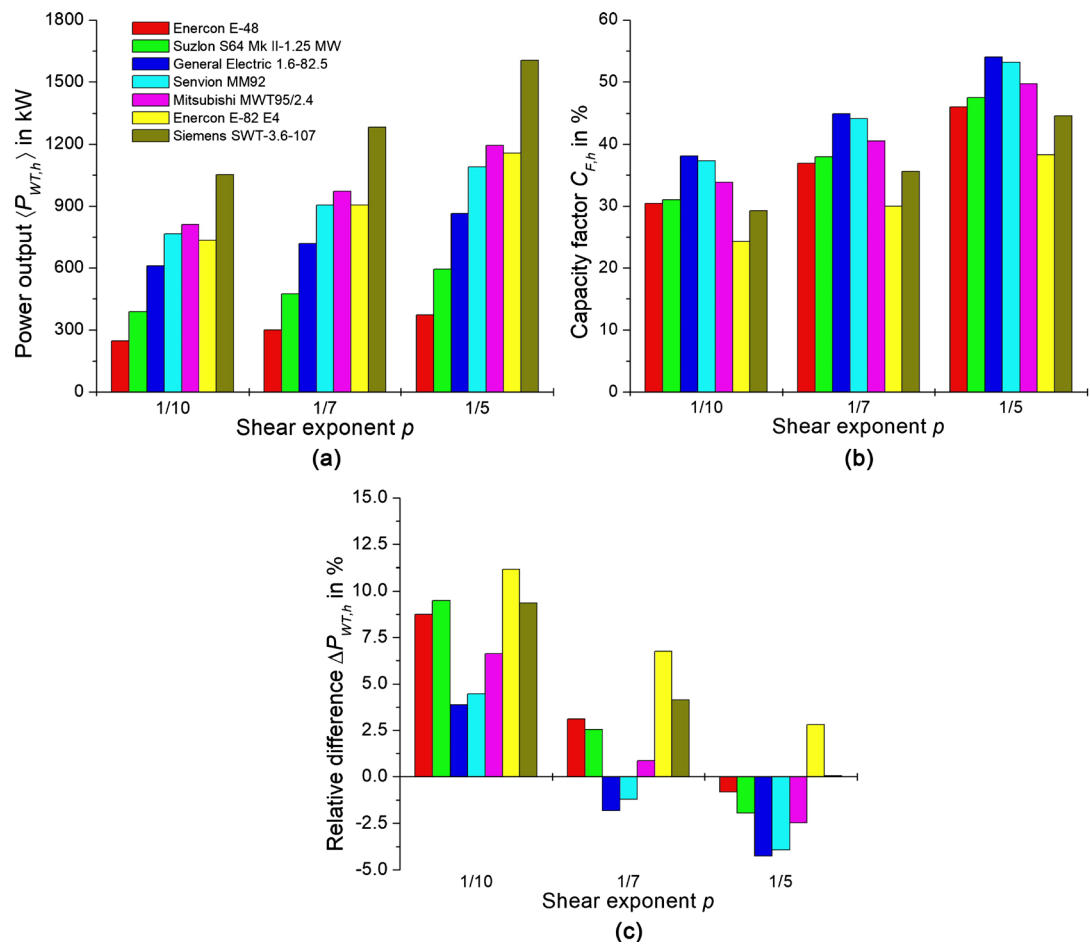 1800
1500
1200
900
600
300
0
Power output ⟨P_WT,h⟩ in kW
Enercon E-48
Suzlon S64 Mk II-1.25 MW
General Electric 1.6-82.5
Senvion MM92
Mitsubishi MWT95/2.4
Enercon E-82 E4
Siemens SWT-3.6-107
1/10 1/7 1/5
Shear exponent p
(a)
60
50
40
30
20
10
0
Capacity factor C_F,h in %
1/10 1/7 1/5
Shear exponent p
(b)
15.0
12.5
10.0
7.5
5.0
2.5
0.0
-2.5
-5.0
Relative difference ΔP_WT,h in %
1/10 1/7 1/5
Shear exponent p
(c)